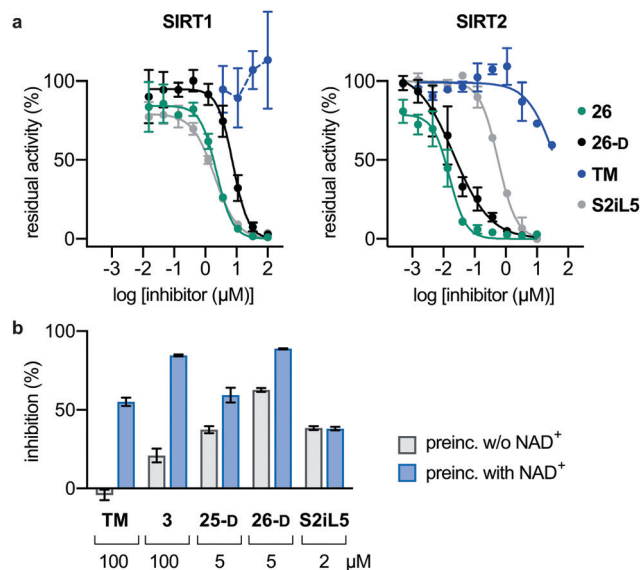 a
SIRT1
SIRT2
residual activity (%)
100
50
0
-3 -2 -1 0 1 2
log [inhibitor (µM)]
residual activity (%)
100
50
0
-3 -2 -1 0 1 2
log [inhibitor (µM)]
26
26-D
TM
S2iL5
b
inhibition (%)
100
50
0
TM 3 25-D 26-D S2iL5
100 100 5 5 2 µM
preinc. w/o NAD+
preinc. with NAD+